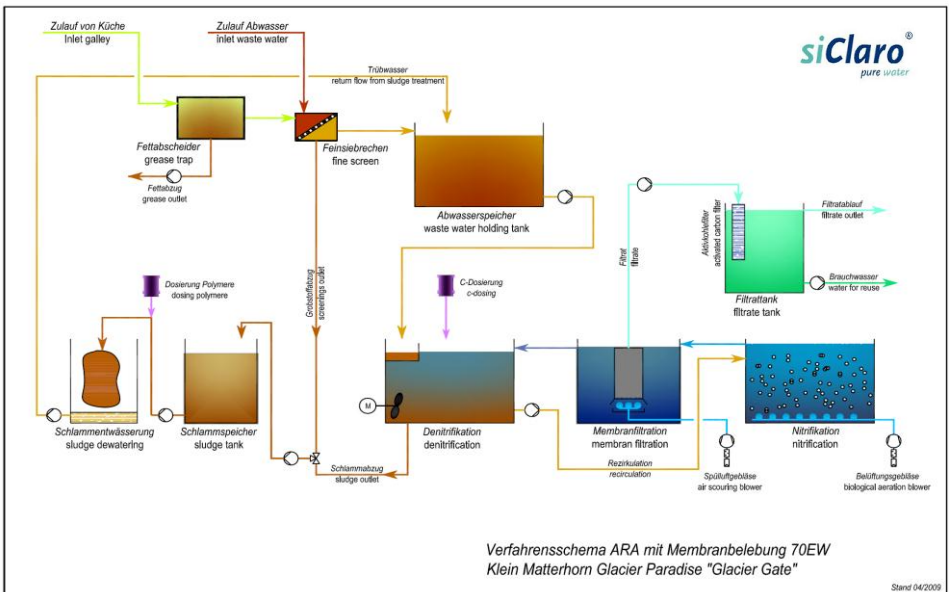 Zulauf von Küche
Inlet galley
Zulauf Abwasser
inlet waste water
siClaro®
pure water
Trübwasser
return flow from sludge treatment
Fettabscheider
grease trap
Feinsiebrechen
fine screen
Fettabzug
grease outlet
Abwasserspeicher
waste water holding tank
Filtrat
filtrate
Aktivkohlefilter
activated carbon filter
Filtratablauf
filtrate outlet
Brauchwasser
water for reuse
Filtrattank
filtrate tank
Dosierung Polymere
dosing polymere
Grobstoffabzug
screenings outlet
C-Dosierung
c-dosing
M
Schlammentwässerung
sludge dewatering
Schlammspeicher
sludge tank
Denitrifikation
denitrification
Membranfiltration
membran filtration
Nitrifikation
nitrification
Schlammabzug
sludge outlet
Rezirkulation
recirculation
Spülluftgebläse
air scouring blower
Belüftungsgebläse
biological aeration blower
Verfahrensschema ARA mit Membranbelebung 70EW
Klein Matterhorn Glacier Paradise "Glacier Gate"
Stand 04/2009